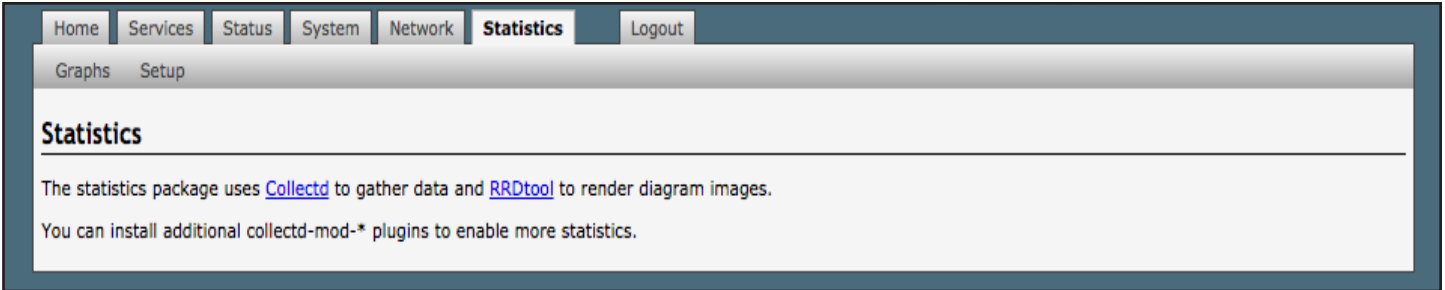 Home Services Status System Network Statistics Logout
Graphs Setup
Statistics
The statistics package uses Collectd to gather data and RRDtool to render diagram images.
You can install additional collectd-mod-* plugins to enable more statistics.